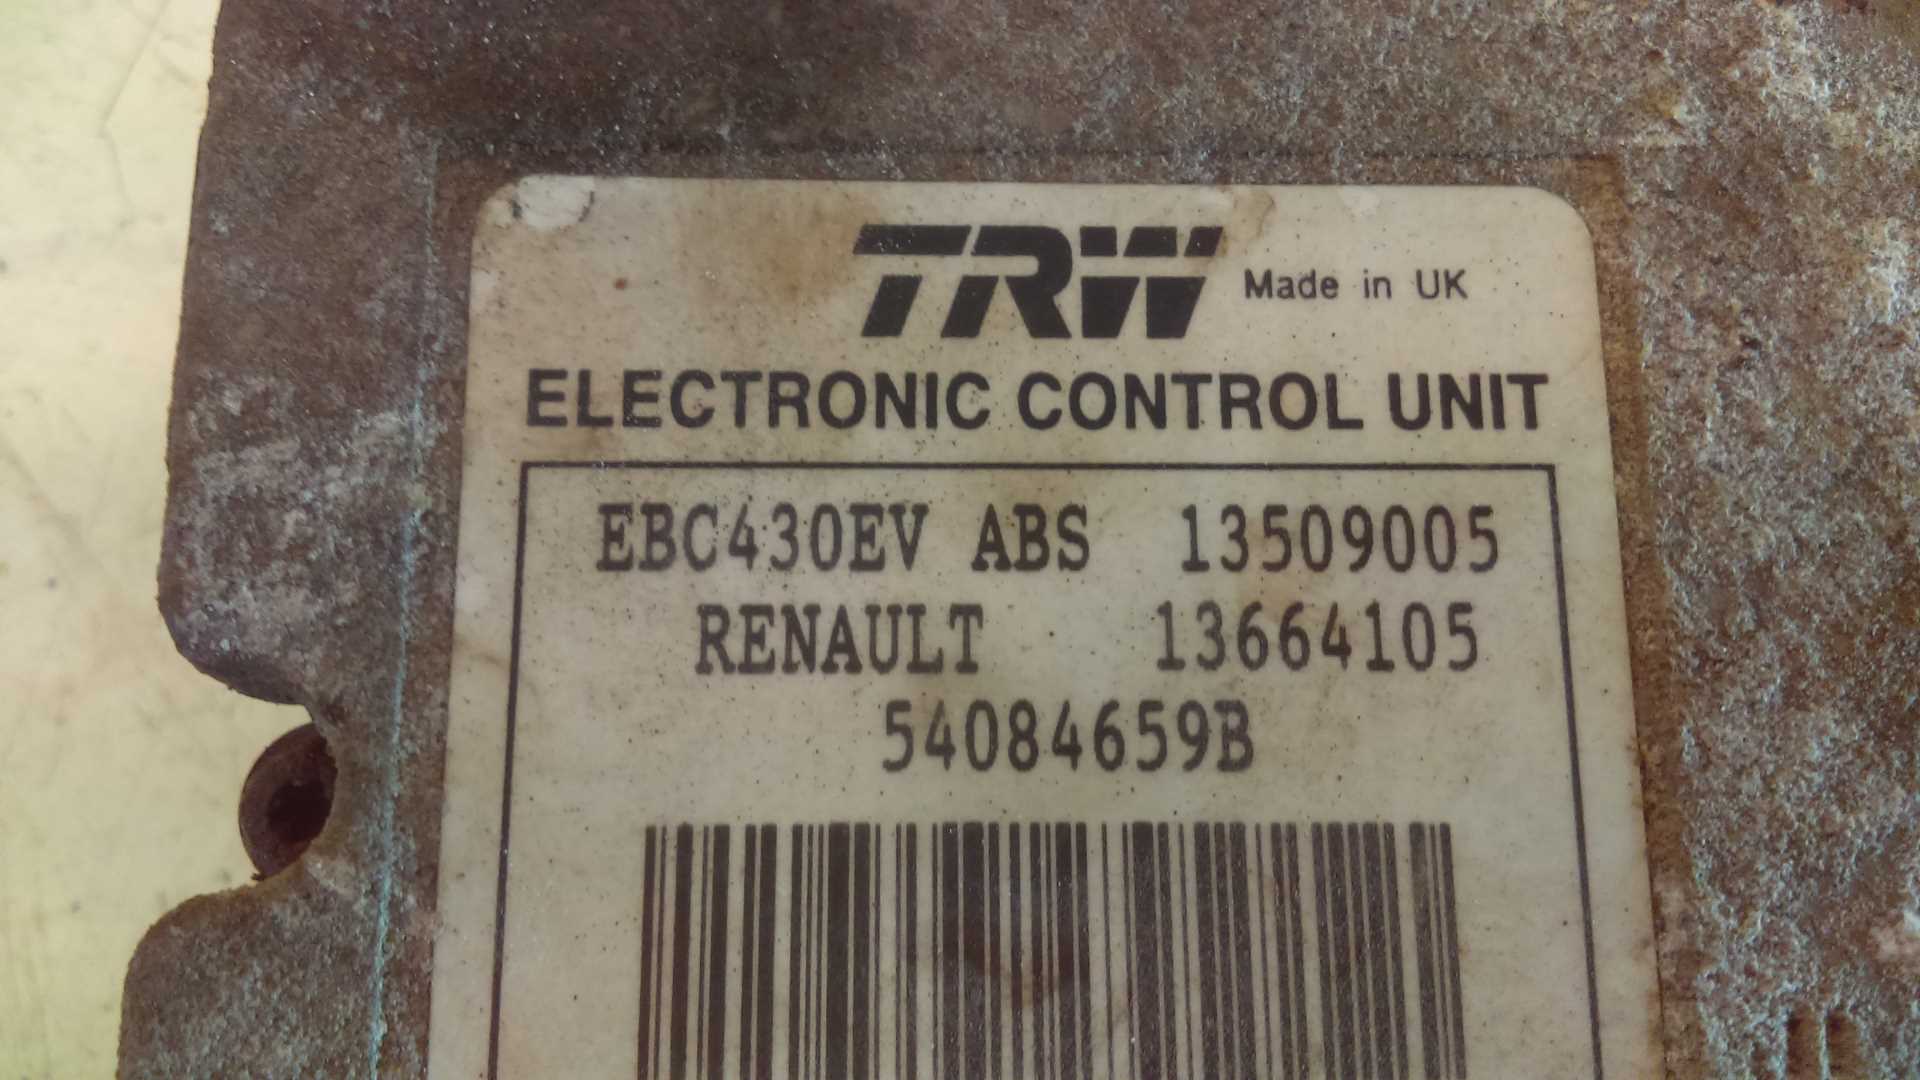 TRW Made in UK
ELECTRONIC CONTROL UNIT
EBC430EV ABS 13509005
RENAULT 13664105
54084659B